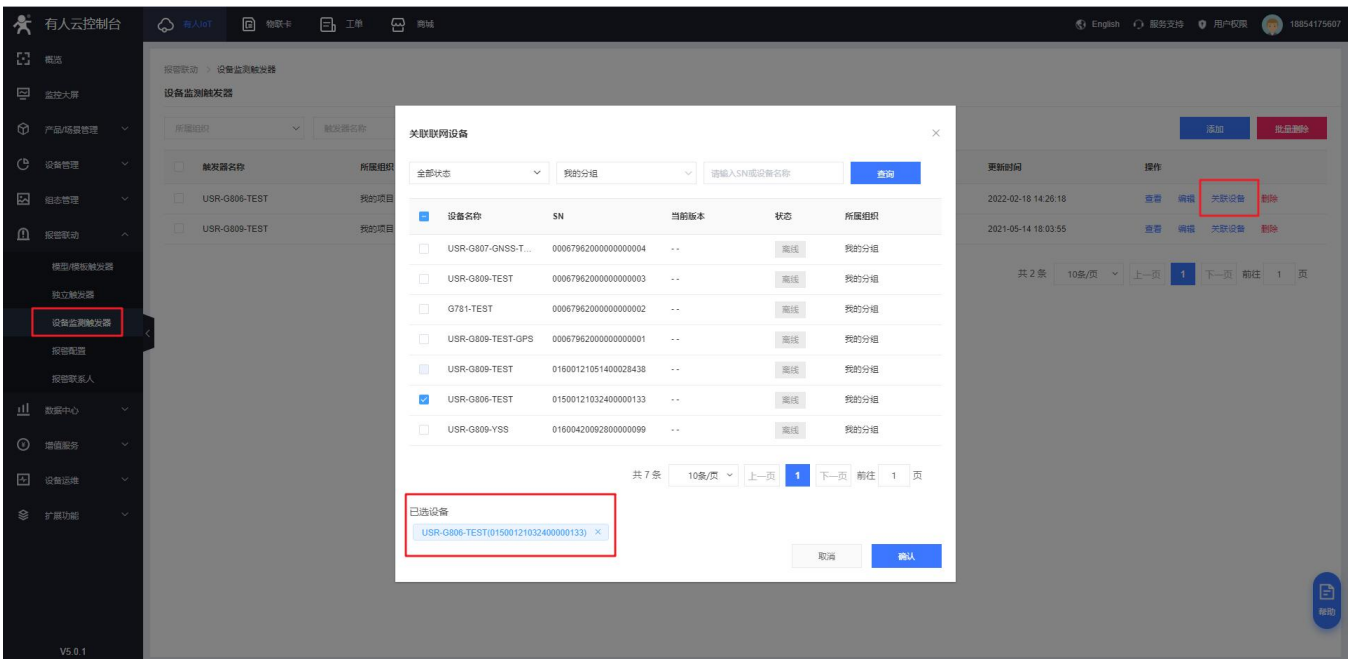 有人云控制台
有人IoT
物联卡
工单
商城
English
服务支持
用户权限
18854175607
概览
监控大屏
产品/场景管理
设备管理
组态管理
报警联动
模型/模板触发器
独立触发器
设备监测触发器
报警配置
报警联系人
数据中心
增值服务
设备运维
扩展功能
V5.0.1
报警联动 > 设备监测触发器
设备监测触发器
所属组织 触发器名称
添加 批量删除
触发器名称 所属组织 更新时间 操作
USR-G806-TEST 我的项目 2022-02-18 14:26:18 查看 编辑 关联设备 删除
USR-G809-TEST 我的项目 2021-05-14 18:03:55 查看 编辑 关联设备 删除
共 2 条 10条/页 上一页 1 下一页 前往 1 页
关联联网设备 ×
全部状态 我的分组 请输入SN或设备名称 查询
设备名称 SN 当前版本 状态 所属组织
USR-G807-GNSS-T... 00067962000000000004 -- 离线 我的分组
USR-G809-TEST 00067962000000000003 -- 离线 我的分组
G781-TEST 00067962000000000002 -- 离线 我的分组
USR-G809-TEST-GPS 00067962000000000001 -- 离线 我的分组
USR-G809-TEST 01600121051400028438 -- 离线 我的分组
USR-G806-TEST 01500121032400000133 -- 离线 我的分组
USR-G809-YSS 01600420092800000099 -- 离线 我的分组
共 7 条 10条/页 上一页 1 下一页 前往 1 页
已选设备
USR-G806-TEST(01500121032400000133) ×
取消 确认
帮助